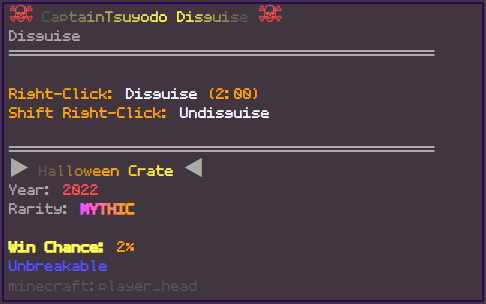 ☠ CaptainTsuyodo Disguise ☠
Disguise
Right-Click: Disguise (2:00)
Shift Right-Click: Undisguise
▶ Halloween Crate ◀
Year: 2022
Rarity: MYTHIC
Win Chance: 2%
Unbreakable
minecraft:player_head